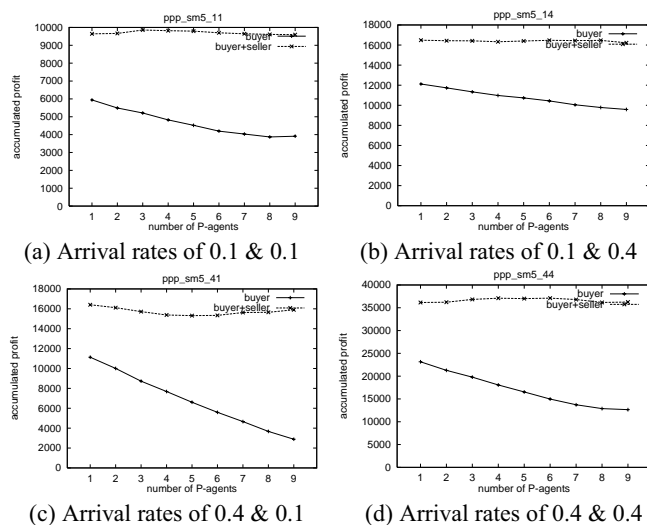 ppp_sm5_11
10000
9000
8000
7000
6000
5000
4000
3000
2000
1000
0
accumulated profit
buyer
buyer+seller
1 2 3 4 5 6 7 8 9
number of P-agents
(a) Arrival rates of 0.1 & 0.1
ppp_sm5_14
18000
16000
14000
12000
10000
8000
6000
4000
2000
0
accumulated profit
buyer
buyer+seller
1 2 3 4 5 6 7 8 9
number of P-agents
(b) Arrival rates of 0.1 & 0.4
ppp_sm5_41
18000
16000
14000
12000
10000
8000
6000
4000
2000
0
accumulated profit
buyer
buyer+seller
1 2 3 4 5 6 7 8 9
number of P-agents
(c) Arrival rates of 0.4 & 0.1
ppp_sm5_44
40000
35000
30000
25000
20000
15000
10000
5000
0
accumulated profit
buyer
buyer+seller
1 2 3 4 5 6 7 8 9
number of P-agents
(d) Arrival rates of 0.4 & 0.4